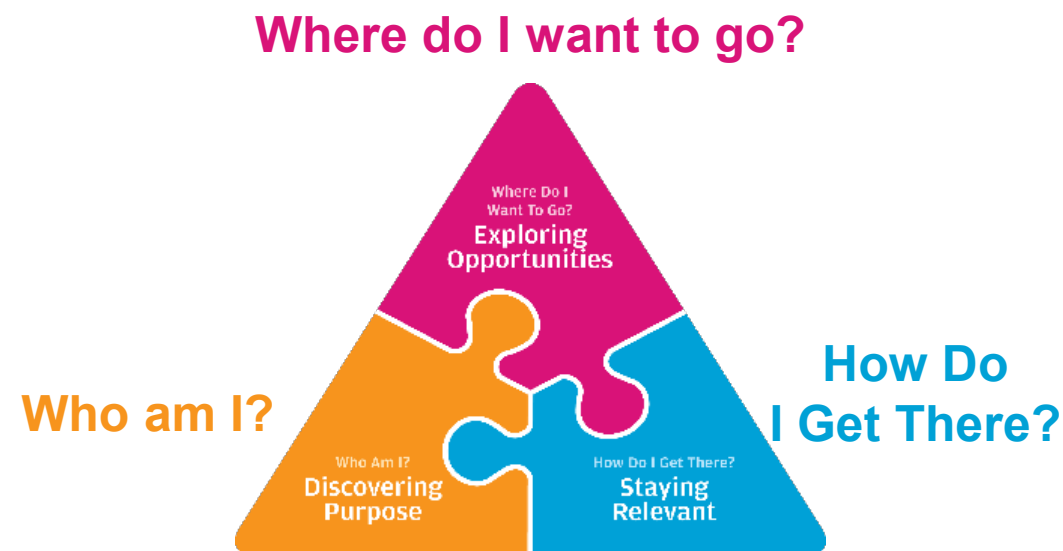 Where do I want to go?
Where Do I
Want To Go?
Exploring
Opportunities
Who am I?
How Do
I Get There?
Who Am I?
Discovering
Purpose
How Do I Get There?
Staying
Relevant